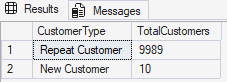 Results Messages
CustomerType TotalCustomers
1 Repeat Customer 9989
2 New Customer 10